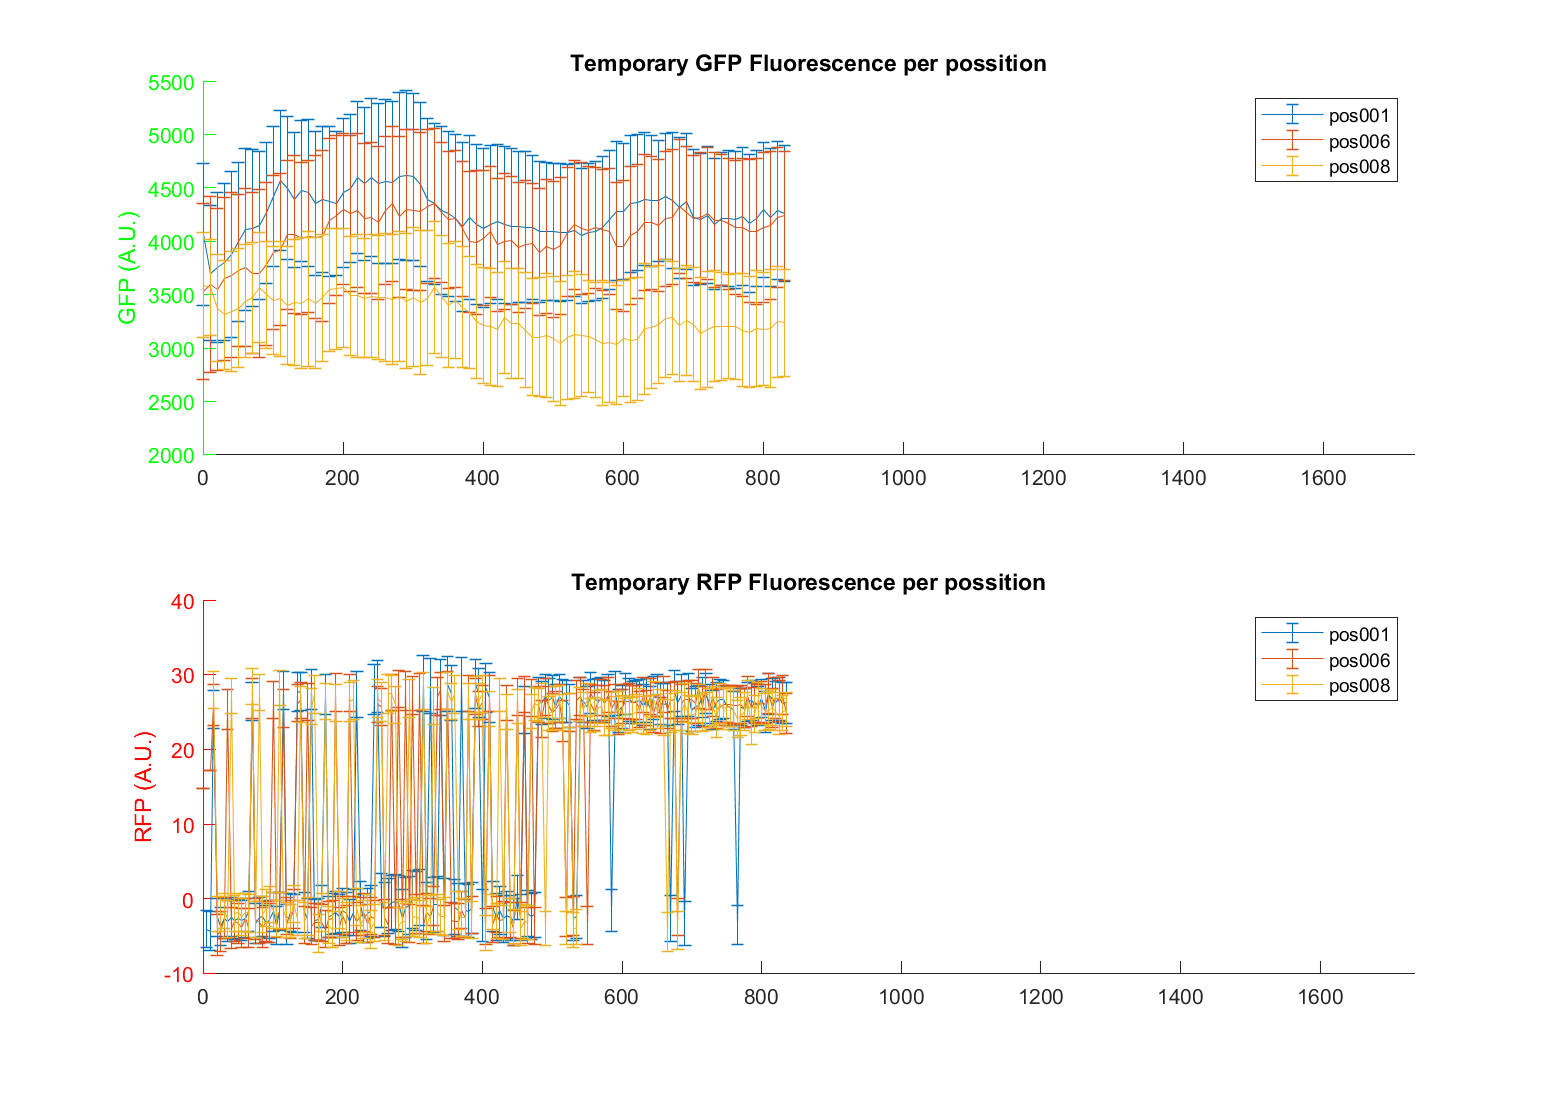 Temporary GFP Fluorescence per possition
5500
5000
4500
4000
3500
3000
2500
2000
GFP (A.U.)
pos001
pos006
pos008
0 200 400 600 800 1000 1200 1400 1600
Temporary RFP Fluorescence per possition
40
30
20
10
0
-10
RFP (A.U.)
pos001
pos006
pos008
0 200 400 600 800 1000 1200 1400 1600